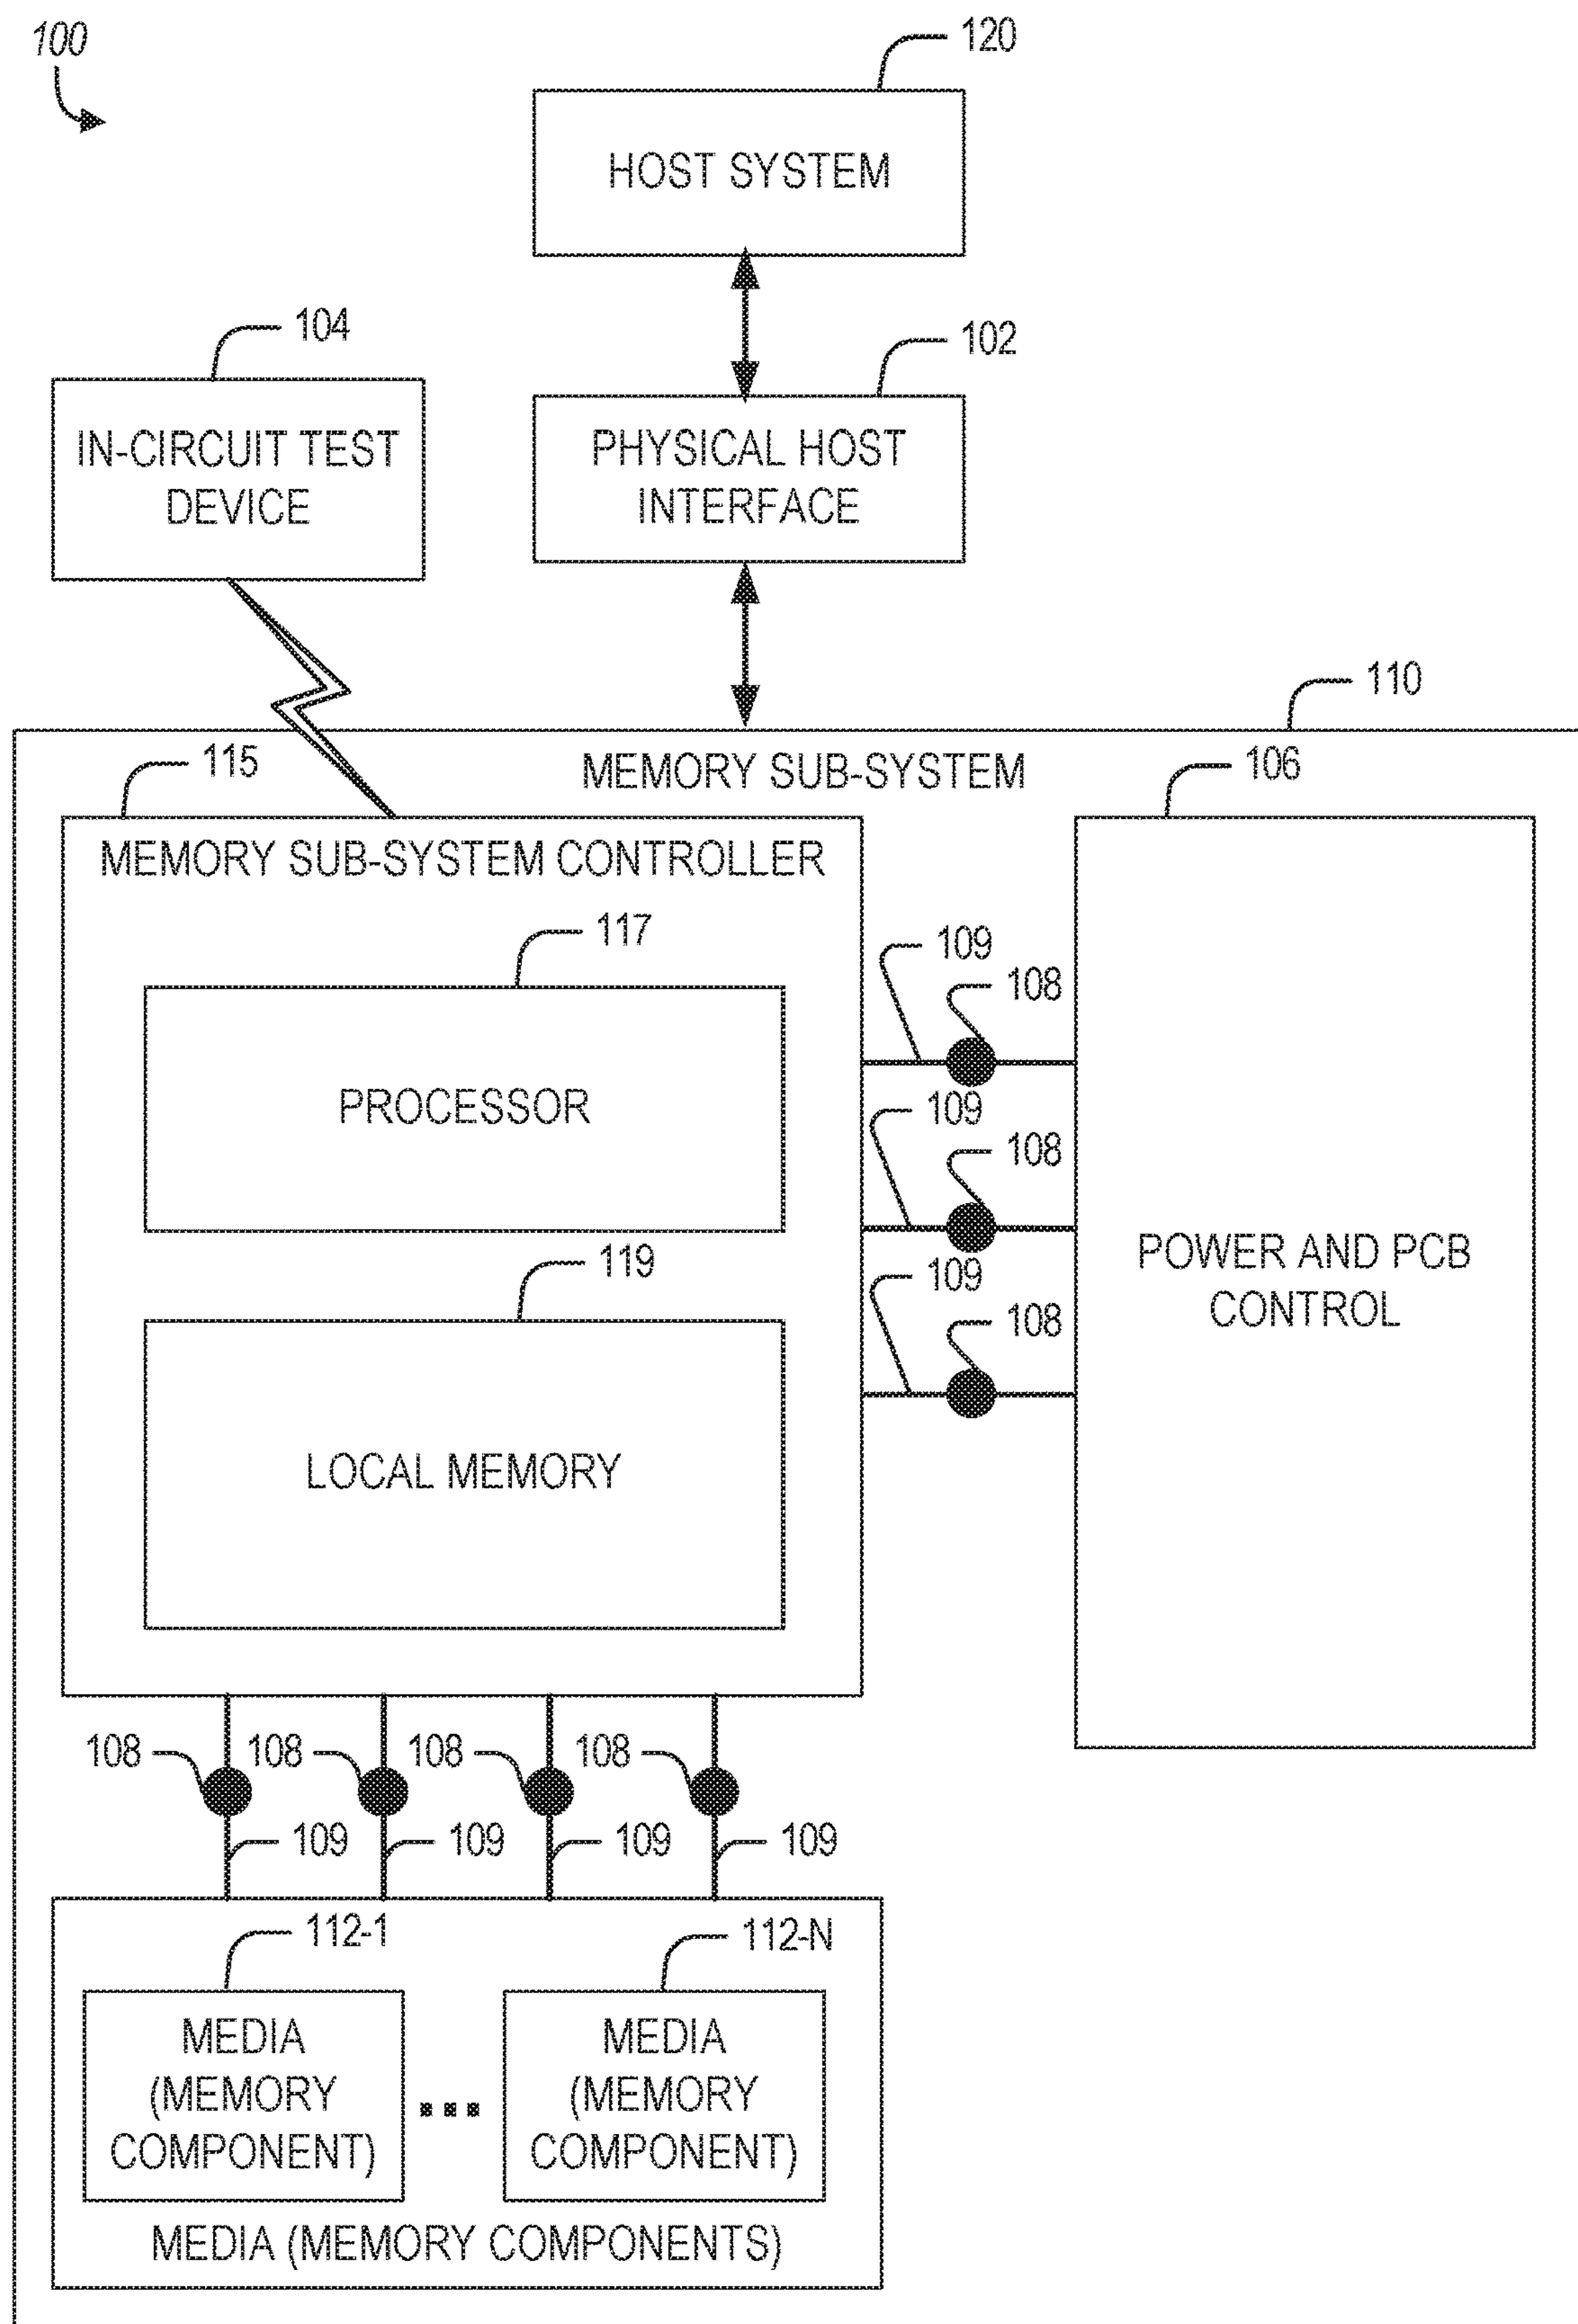 100
120
HOST SYSTEM
104
102
IN-CIRCUIT TEST
DEVICE
PHYSICAL HOST
INTERFACE
110
MEMORY SUB-SYSTEM
115
106
MEMORY SUB-SYSTEM CONTROLLER
117
PROCESSOR
119
LOCAL MEMORY
109
108
109
108
109
108
POWER AND PCB
CONTROL
108
108
108
108
109
109
109
109
112-1
112-N
MEDIA
(MEMORY
COMPONENT)
MEDIA
(MEMORY
COMPONENT)
MEDIA (MEMORY COMPONENTS)